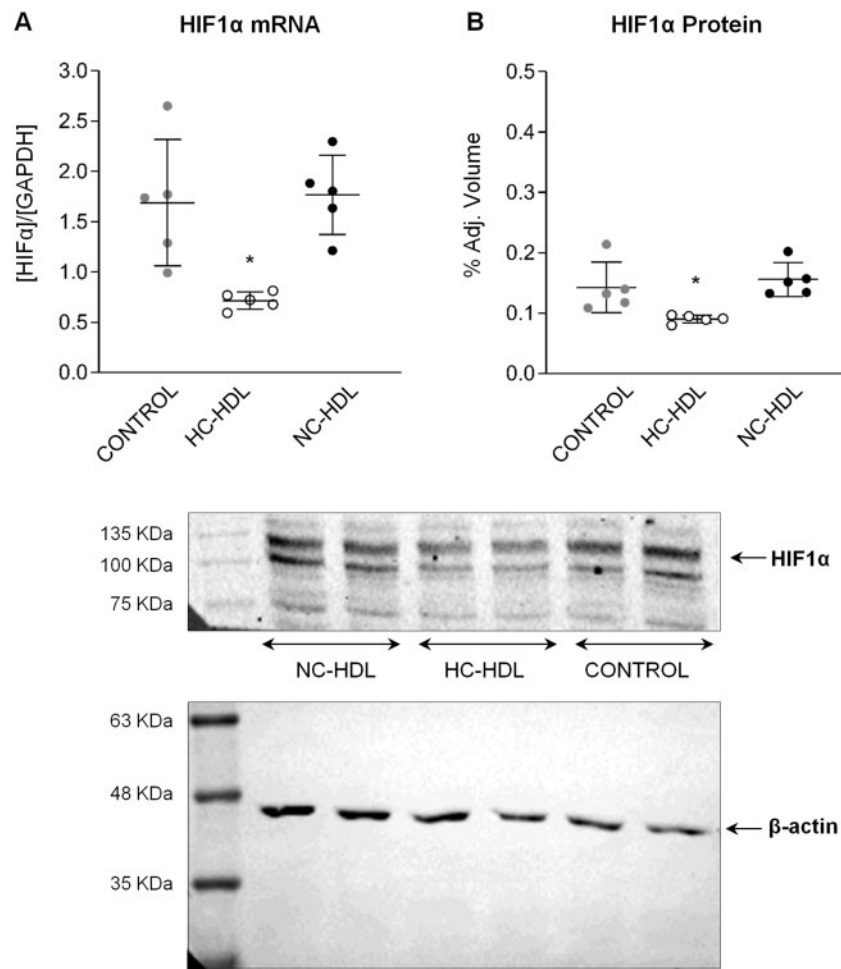 A
HIF1α mRNA
[HIFα]/[GAPDH]
3.0
2.5
2.0
1.5
1.0
0.5
0.0
*
CONTROL
HC-HDL
NC-HDL
B
HIF1α Protein
% Adj. Volume
0.5
0.4
0.3
0.2
0.1
0.0
*
CONTROL
HC-HDL
NC-HDL
135 KDa
100 KDa
75 KDa
HIF1α
NC-HDL
HC-HDL
CONTROL
63 KDa
48 KDa
35 KDa
β-actin